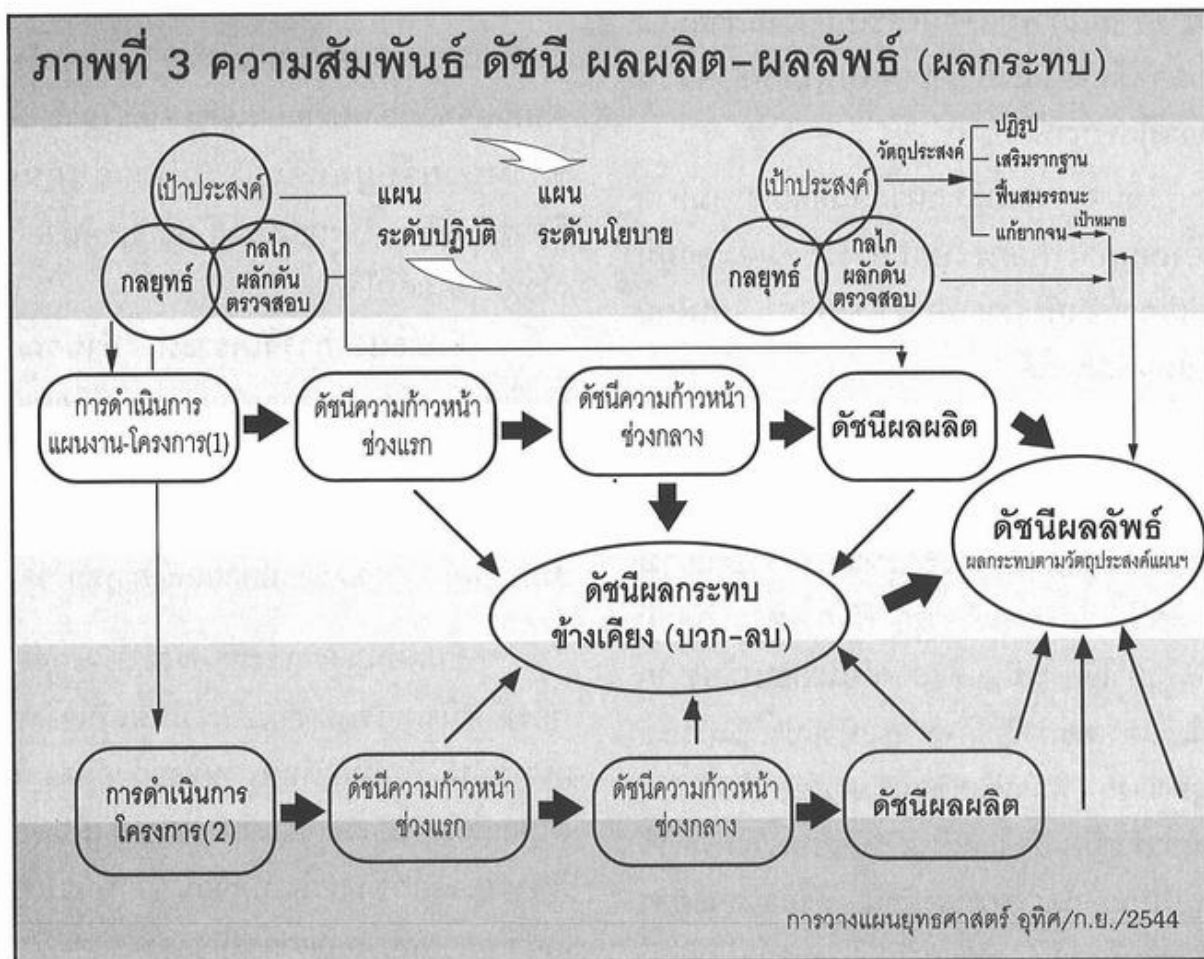 ภาพที่ 3 ความสัมพันธ์ ดัชนี ผลผลิต-ผลลัพธ์ (ผลกระทบ)
เป้าประสงค์
กลยุทธ์
กลไก
ผลักดัน
ตรวจสอบ
แผน
ระดับปฏิบัติ
แผน
ระดับนโยบาย
เป้าประสงค์
กลยุทธ์
กลไก
ผลักดัน
ตรวจสอบ
วัตถุประสงค์
ปฏิรูป
เสริมรากฐาน
ฟื้นสมรรถนะ
แก้ยากจน
เป้าหมาย
การดำเนินการ
แผนงาน-โครงการ(1)
ดัชนีความก้าวหน้า
ช่วงแรก
ดัชนีความก้าวหน้า
ช่วงกลาง
ดัชนีผลผลิต
ดัชนีผลลัพธ์
ผลกระทบตามวัตถุประสงค์แผนฯ
ดัชนีผลกระทบ
ข้างเคียง (บวก-ลบ)
การดำเนินการ
โครงการ(2)
ดัชนีความก้าวหน้า
ช่วงแรก
ดัชนีความก้าวหน้า
ช่วงกลาง
ดัชนีผลผลิต
การวางแผนยุทธศาสตร์ อุทิศ/ก.ย./2544